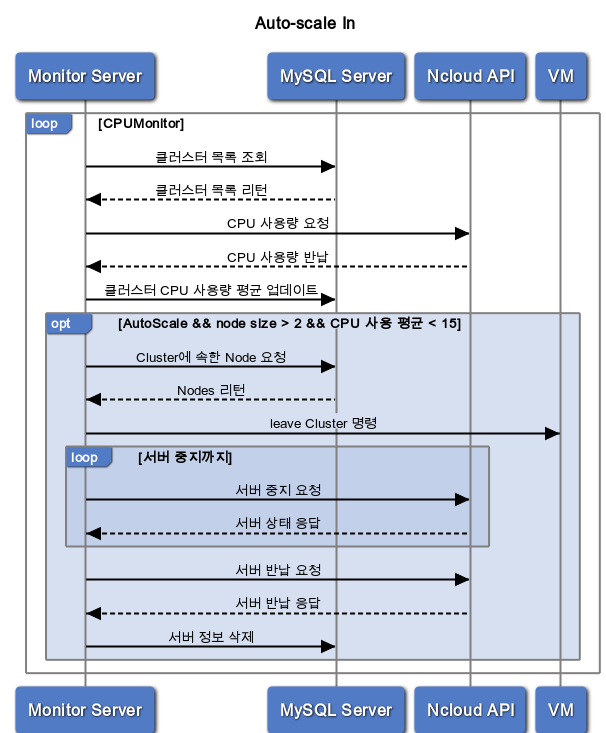 Auto-scale In
Monitor Server MySQL Server Ncloud API VM
loop [CPUMonitor]
클러스터 목록 조회
클러스터 목록 리턴
CPU 사용량 요청
CPU 사용량 반납
클러스터 CPU 사용량 평균 업데이트
opt [AutoScale && node size > 2 && CPU 사용 평균 < 15]
Cluster에 속한 Node 요청
Nodes 리턴
leave Cluster 명령
loop [서버 중지까지]
서버 중지 요청
서버 상태 응답
서버 반납 요청
서버 반납 응답
서버 정보 삭제
Monitor Server MySQL Server Ncloud API VM